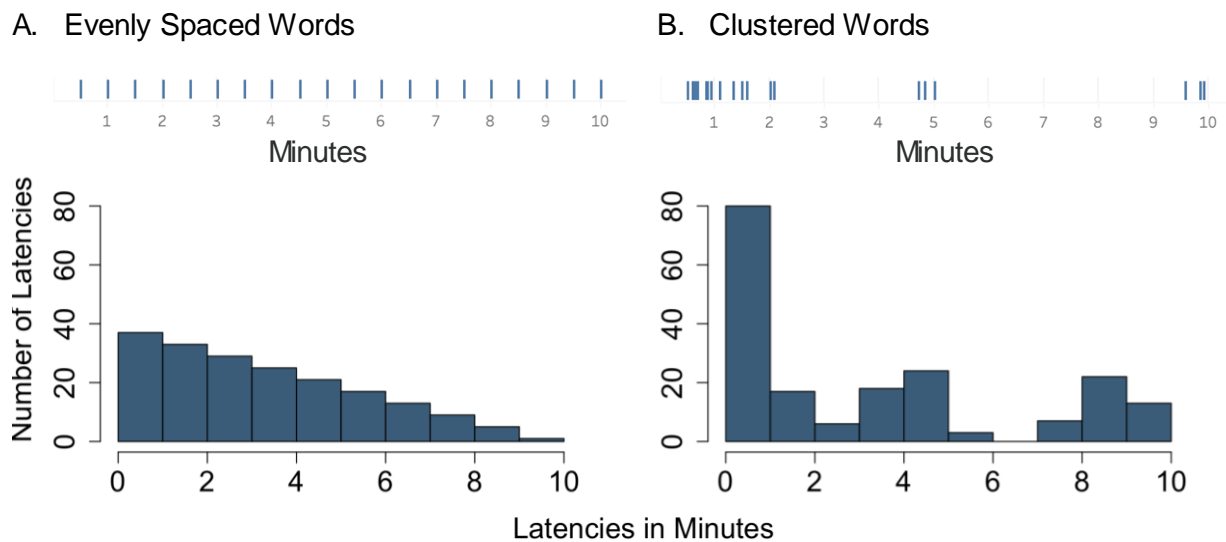 A. Evenly Spaced Words
1 2 3 4 5 6 7 8 9 10
Minutes
Number of Latencies
80
60
40
20
0
0 2 4 6 8 10
B. Clustered Words
1 2 3 4 5 6 7 8 9 10
Minutes
80
60
40
20
0
0 2 4 6 8 10
Latencies in Minutes